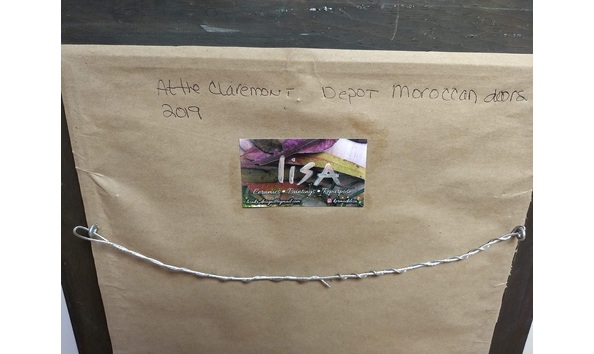 At the Claremont Depot Moroccan doors
2019
lisa
Ceramics • Paintings • Repurpose